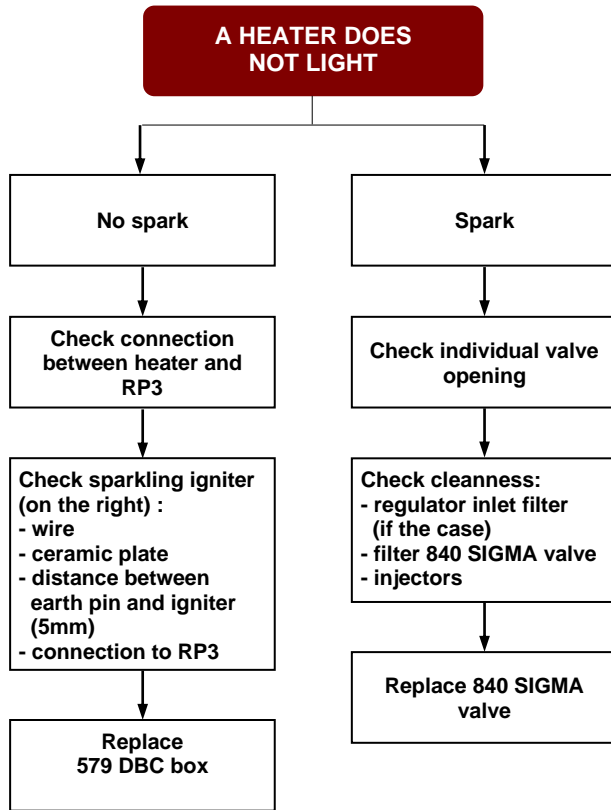 A HEATER DOES
NOT LIGHT
No spark
Check connection
between heater and
RP3
Check sparkling igniter
(on the right) :
- wire
- ceramic plate
- distance between
earth pin and igniter
(5mm)
- connection to RP3
Replace
579 DBC box
Spark
Check individual valve
opening
Check cleanness:
- regulator inlet filter
(if the case)
- filter 840 SIGMA valve
- injectors
Replace 840 SIGMA
valve